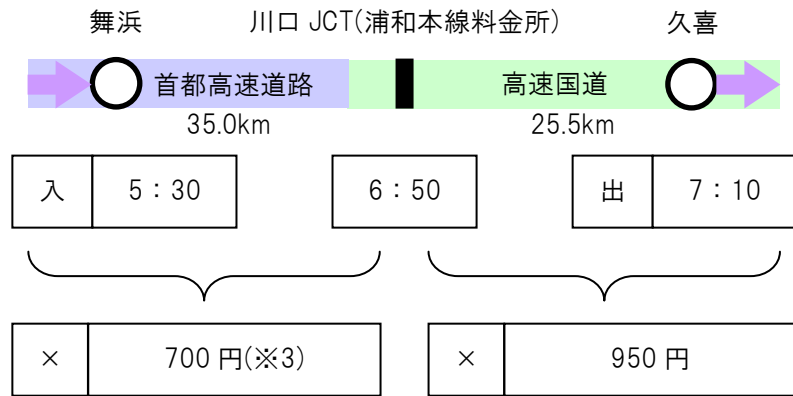 舞浜 川口 JCT(浦和本線料金所) 久喜
首都高速道路 高速国道
35.0km 25.5km
入 5：30 6：50 出 7：10
× 700 円(※3) × 950 円